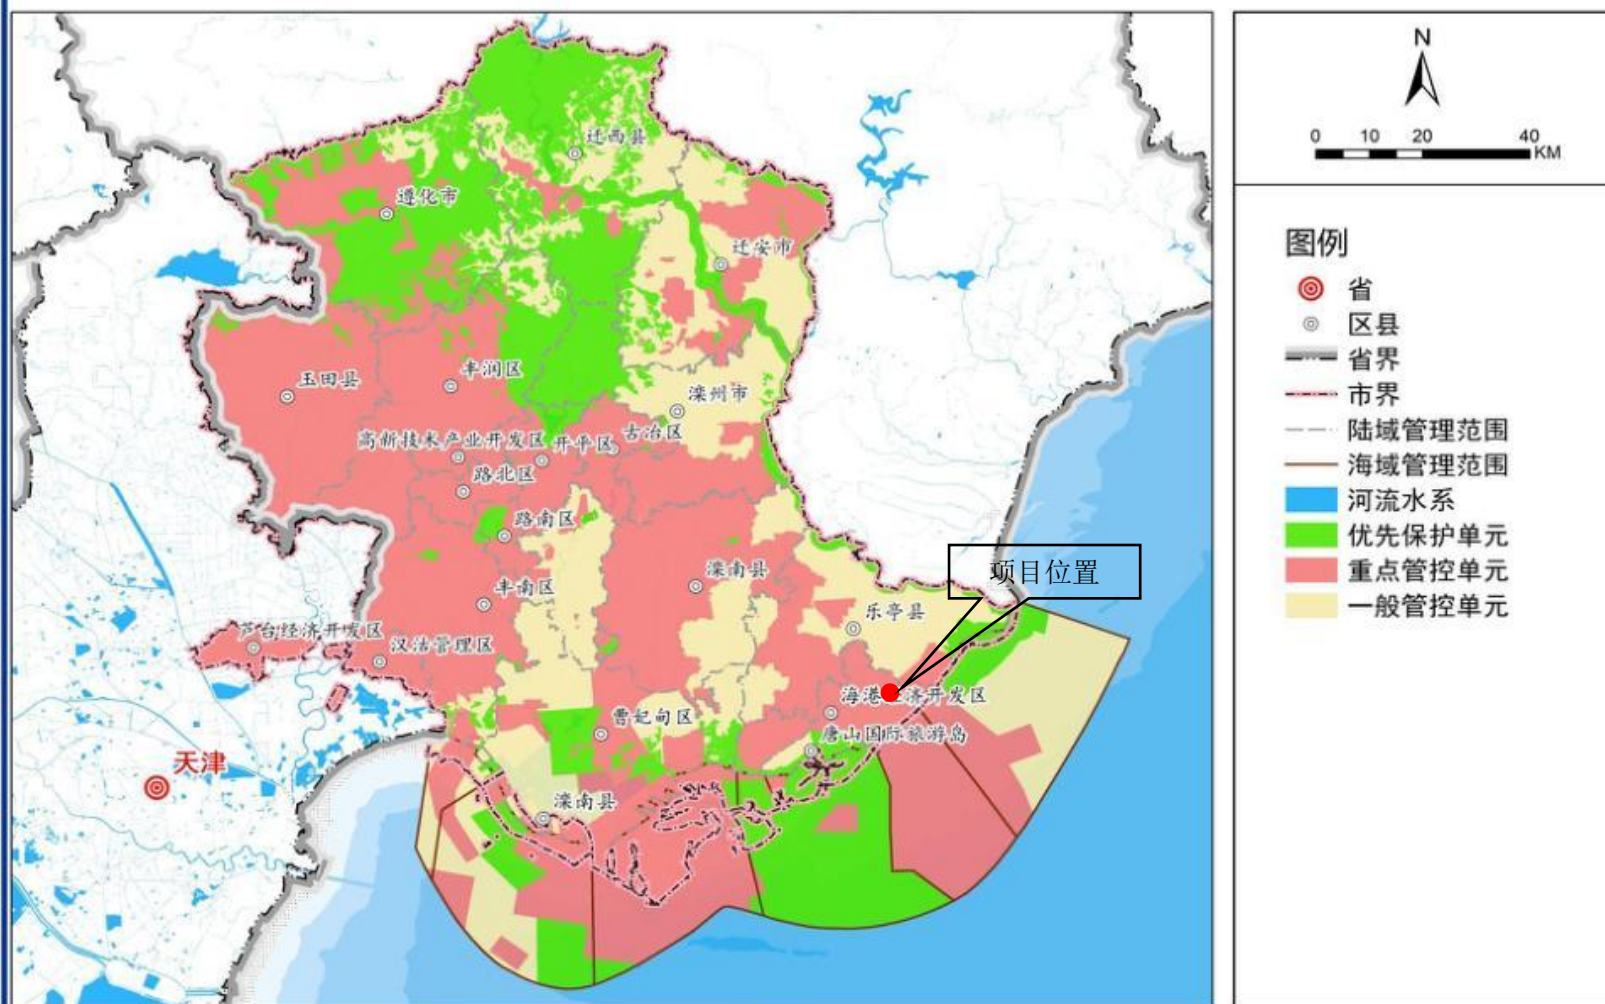 迁西县
遵化市
迁安市
玉田县
丰润区
滦州市
高新技术产业开发区
开平区
古冶区
路北区
路南区
丰南区
滦南县
乐亭县
芦台经济开发区
汉沽管理区
海港经济开发区
曹妃甸区
唐山国际旅游岛
滦南县
天津
项目位置
N
0 10 20 40
KM
图例
省
区县
省界
市界
陆域管理范围
海域管理范围
河流水系
优先保护单元
重点管控单元
一般管控单元